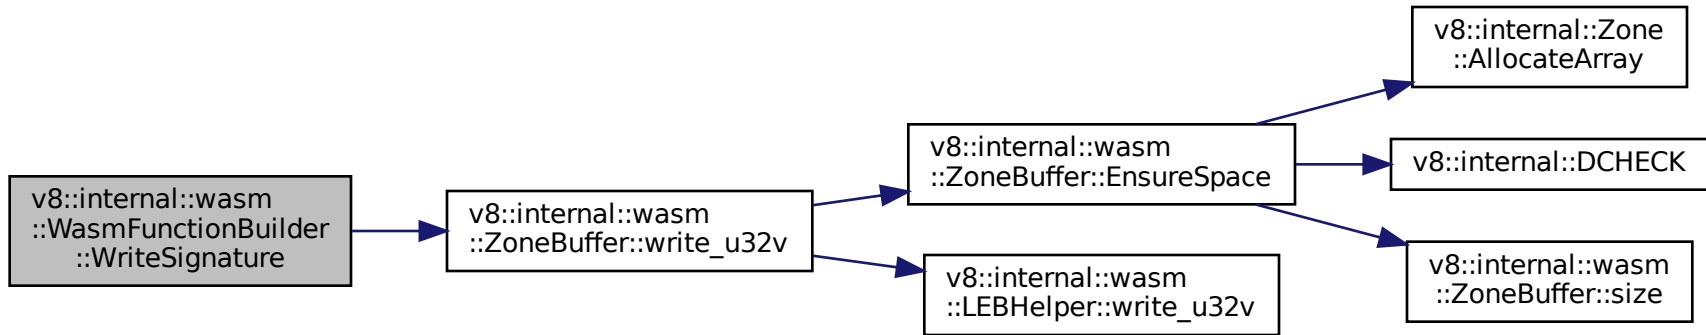 v8::internal::wasm
::WasmFunctionBuilder
::WriteSignature
v8::internal::wasm
::ZoneBuffer::write_u32v
v8::internal::wasm
::ZoneBuffer::EnsureSpace
v8::internal::Zone
::AllocateArray
v8::internal::DCHECK
v8::internal::wasm
::ZoneBuffer::size
v8::internal::wasm
::LEBHelper::write_u32v